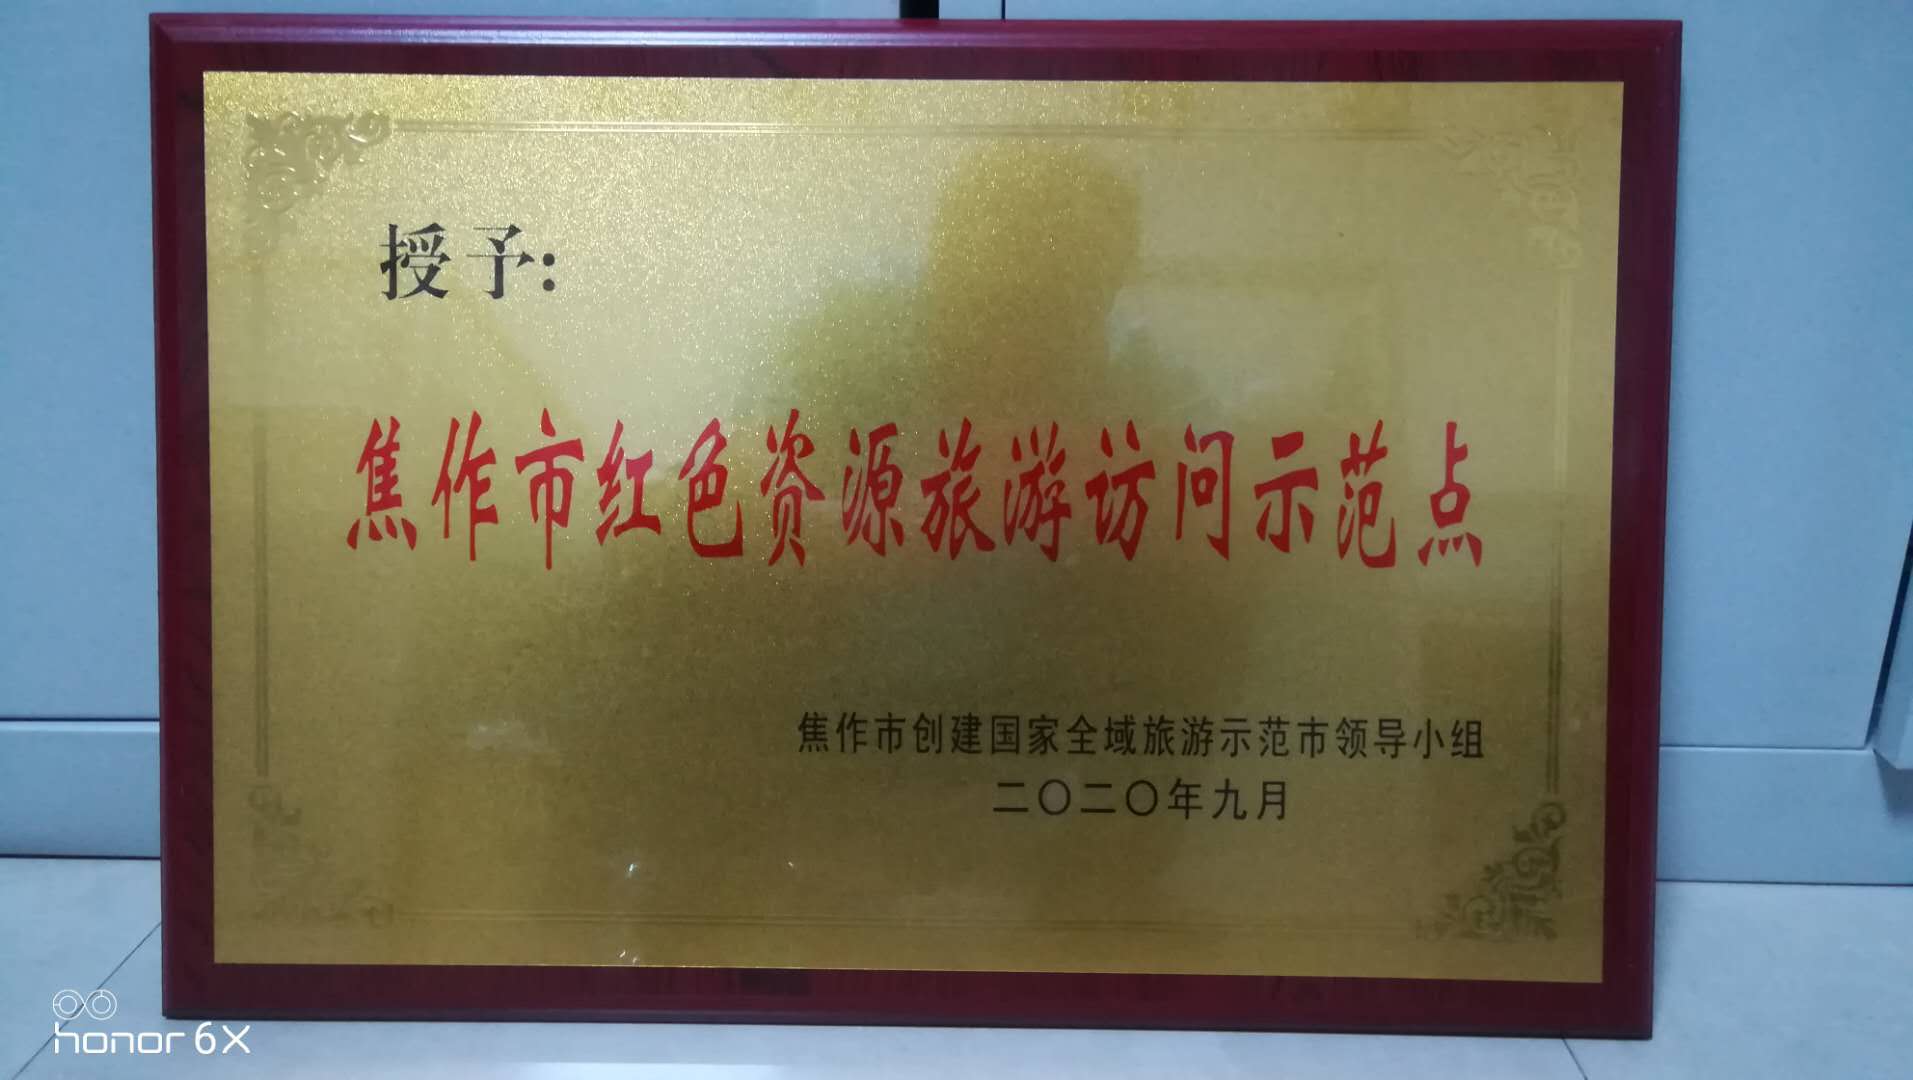 授予:
焦作市红色资源旅游访问示范点
焦作市创建国家全域旅游示范市领导小组
二〇二〇年九月
honor 6X